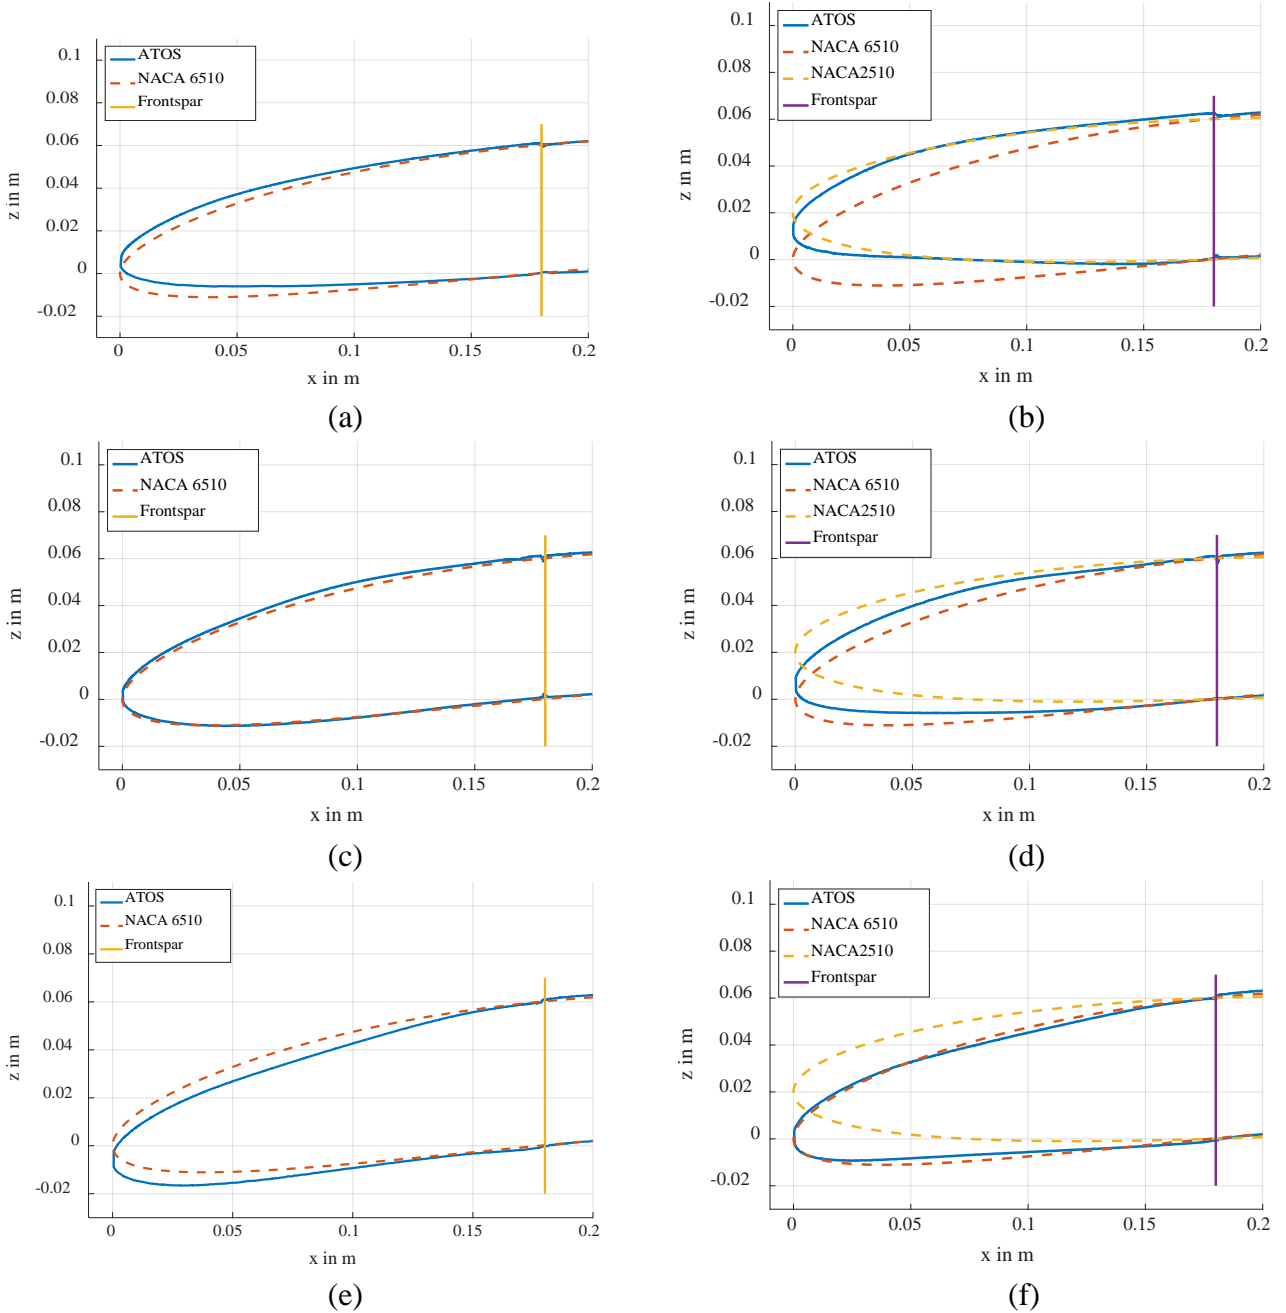 ATOS
NACA 6510
Frontspar
0.1
0.08
0.06
0.04
0.02
0
-0.02
z in m
0
0.05
0.1
0.15
0.2
x in m
(a)
ATOS
NACA 6510
NACA2510
Frontspar
0.1
0.08
0.06
0.04
0.02
0
-0.02
z in m
0
0.05
0.1
0.15
0.2
x in m
(b)
ATOS
NACA 6510
Frontspar
0.1
0.08
0.06
0.04
0.02
0
-0.02
z in m
0
0.05
0.1
0.15
0.2
x in m
(c)
ATOS
NACA 6510
NACA2510
Frontspar
0.1
0.08
0.06
0.04
0.02
0
-0.02
z in m
0
0.05
0.1
0.15
0.2
x in m
(d)
ATOS
NACA 6510
Frontspar
0.1
0.08
0.06
0.04
0.02
0
-0.02
z in m
0
0.05
0.1
0.15
0.2
x in m
(e)
ATOS
NACA 6510
NACA2510
Frontspar
0.1
0.08
0.06
0.04
0.02
0
-0.02
z in m
0
0.05
0.1
0.15
0.2
x in m
(f)